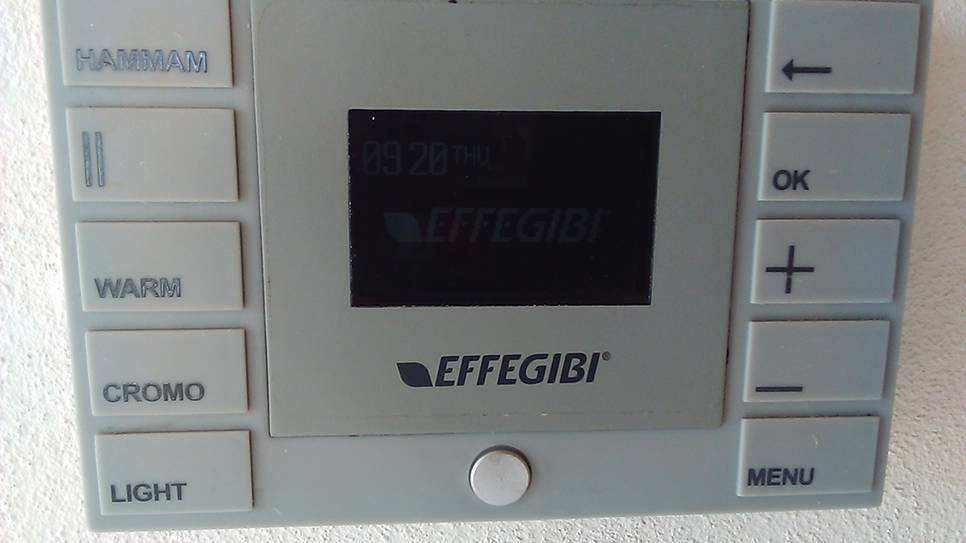 HAMMAM
WARM
CROMO
LIGHT
09 20 THU
EFFEGIBI
EFFEGIBI®
←
OK
+
−
MENU